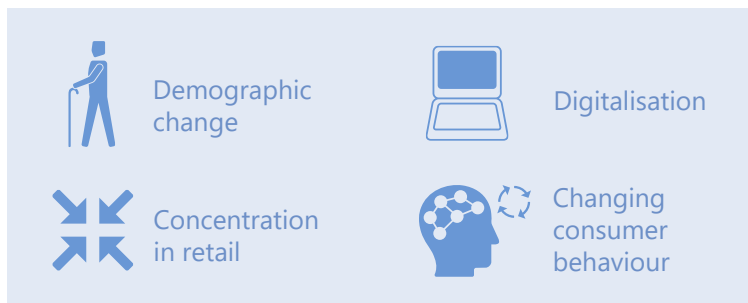 Demographic
change
Digitalisation
Concentration
in retail
Changing
consumer
behaviour